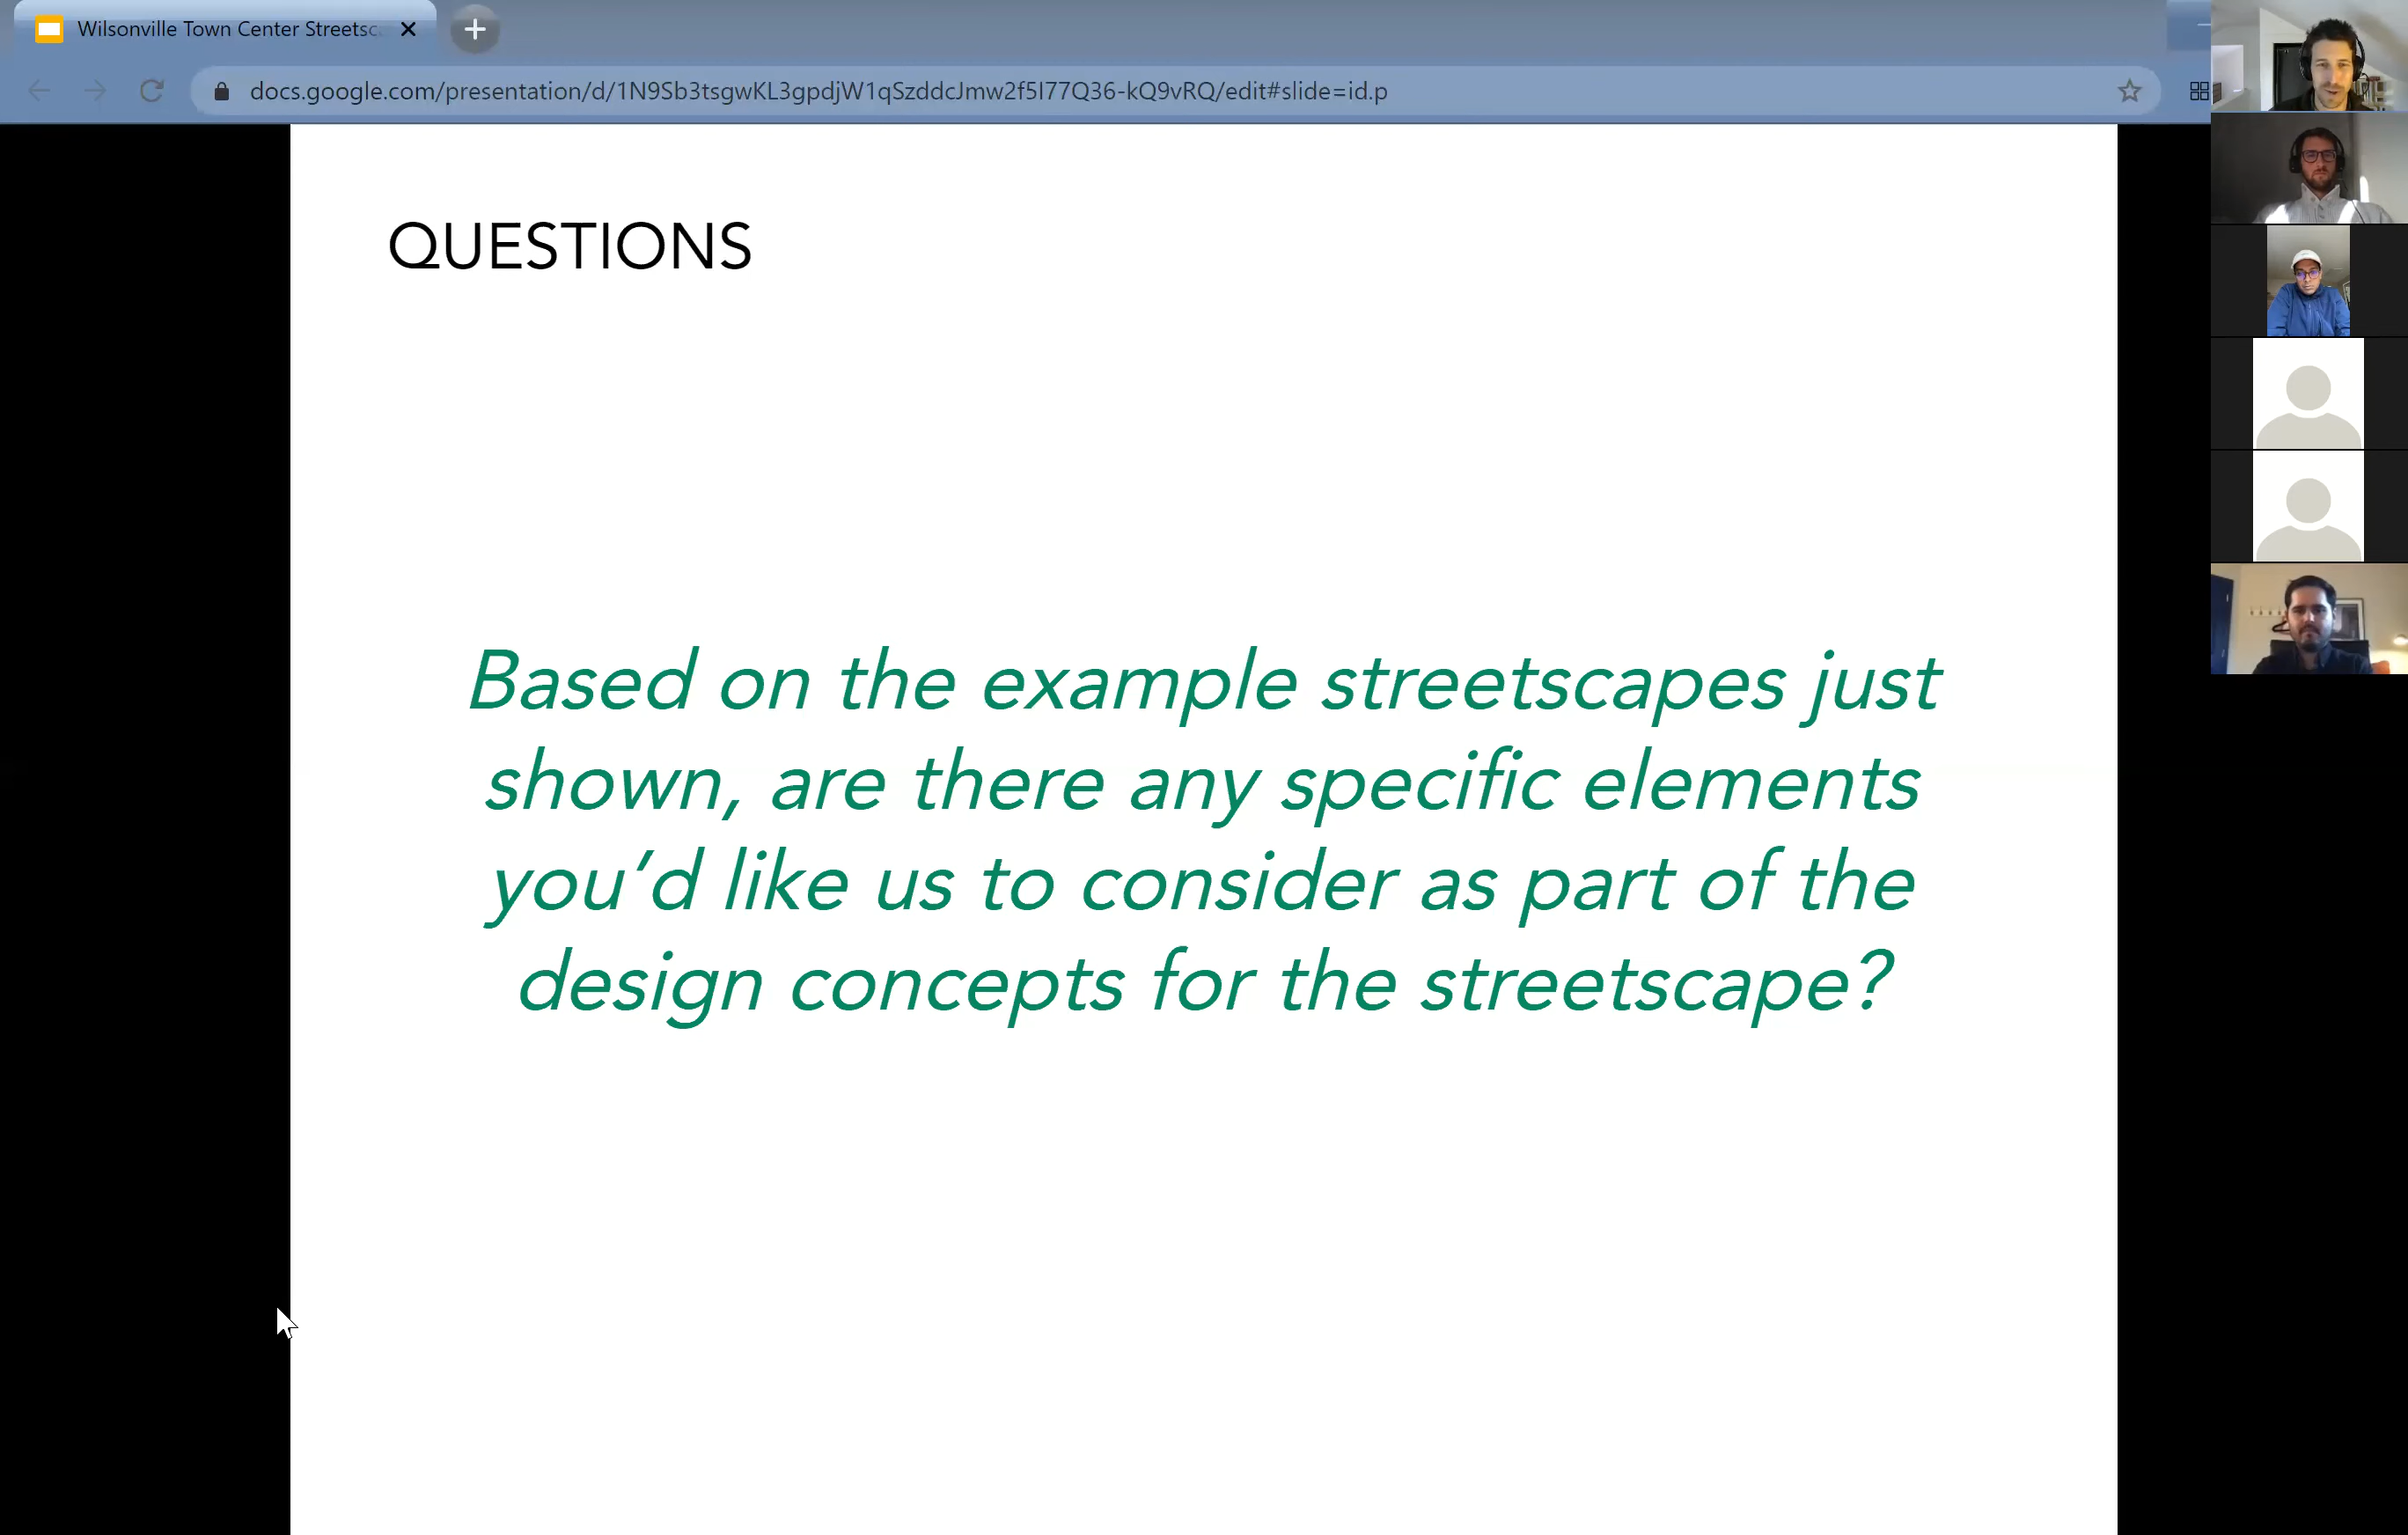 Wilsonville Town Center Streetsc
docs.google.com/presentation/d/1N9Sb3tsgwKL3gpdjW1qSzddcJmw2f5I77Q36-kQ9vRQ/edit#slide=id.p
QUESTIONS
Based on the example streetscapes just
shown, are there any specific elements
you’d like us to consider as part of the
design concepts for the streetscape?